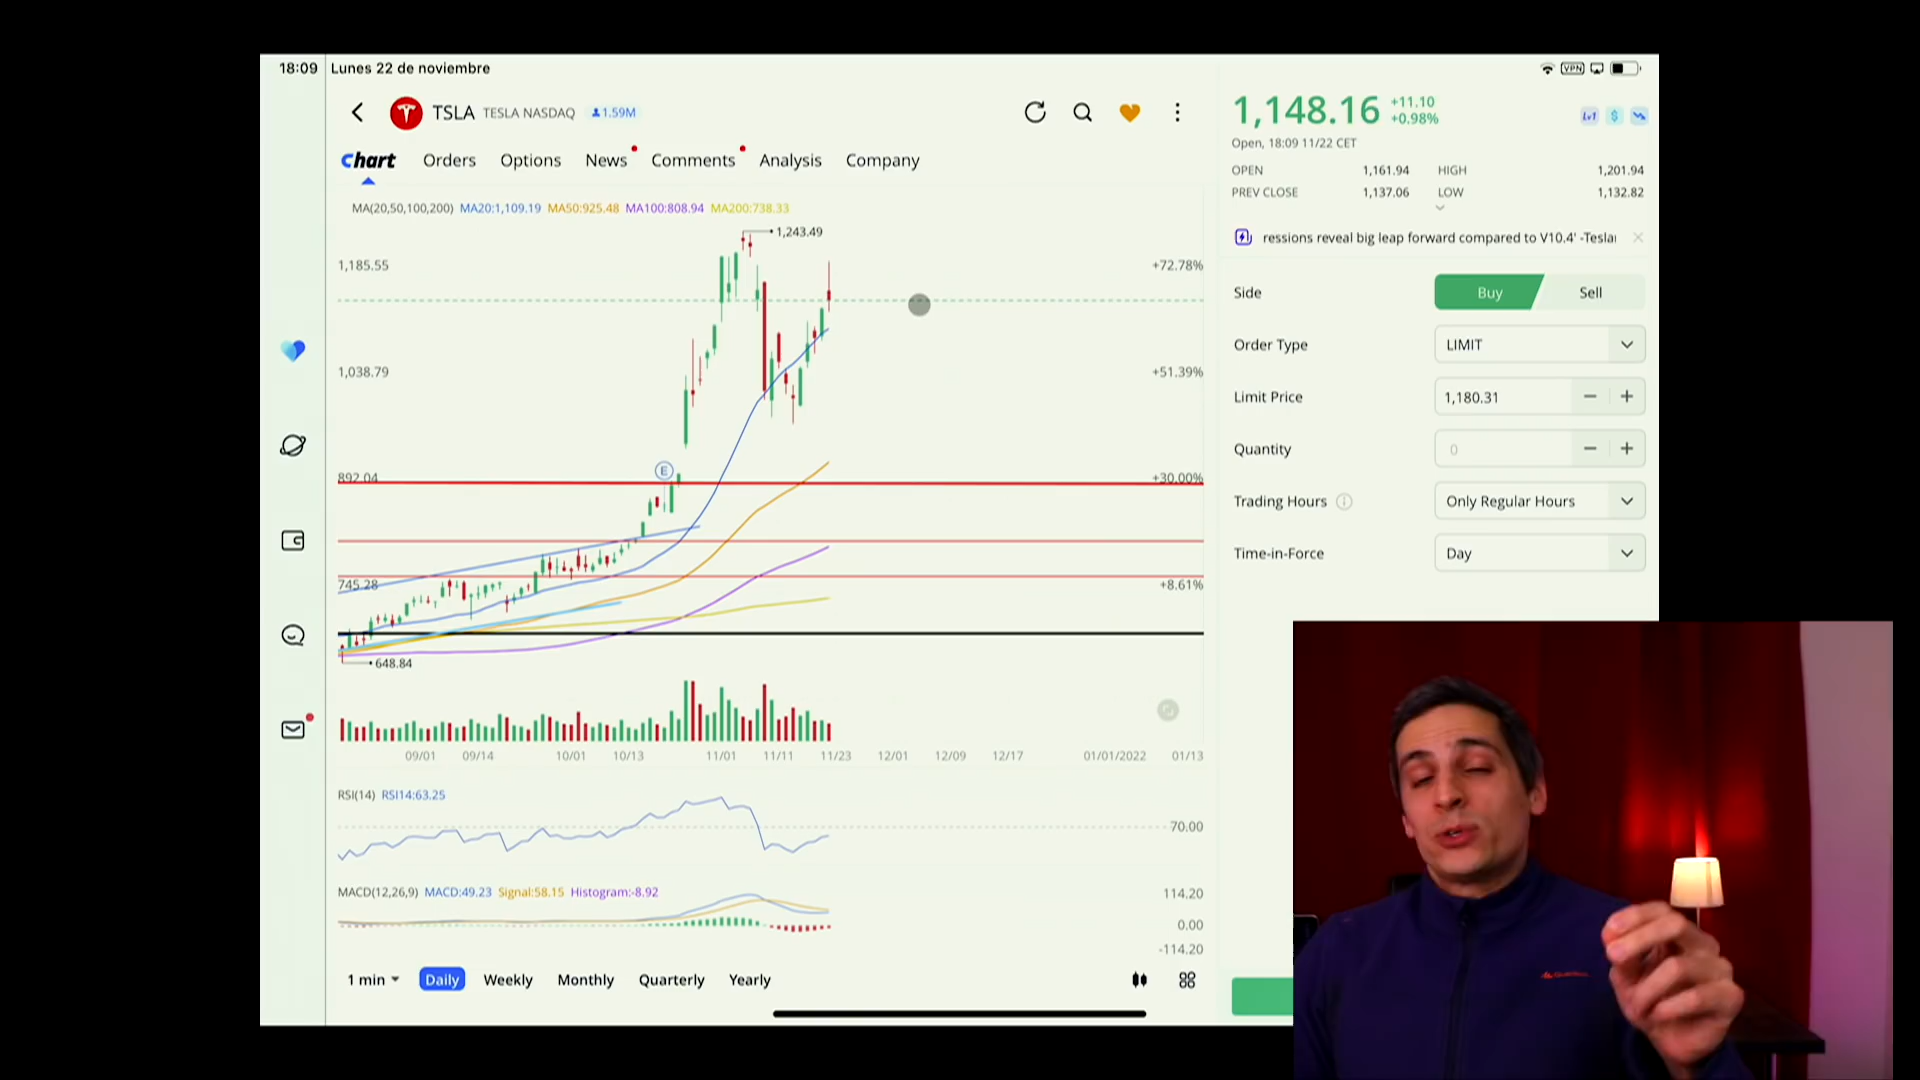 18:09 Lunes 22 de noviembre
VPN
TSLA TESLA NASDAQ 1.59M
Chart Orders Options News Comments Analysis Company
MA(20,50,100,200) MA20:1,109.19 MA50:925.48 MA100:808.94 MA200:738.33
1,243.49
1,185.55 +72.78%
1,038.79 +51.39%
E
892.04 +30.00%
745.28 +8.61%
648.84
09/01 09/14 10/01 10/13 11/01 11/11 11/23 12/01 12/09 12/17 01/01/2022 01/13
RSI(14) RSI14:63.25
70.00
MACD(12,26,9) MACD:49.23 Signal:58.15 Histogram:-8.92
114.20
0.00
-114.20
1 min Daily Weekly Monthly Quarterly Yearly
1,148.16 +11.10
+0.98%
Lv1 $
Open, 18:09 11/22 CET
OPEN 1,161.94 HIGH 1,201.94
PREV CLOSE 1,137.06 LOW 1,132.82
ressions reveal big leap forward compared to V10.4' -Teslar
Side Buy Sell
Order Type LIMIT
Limit Price 1,180.31 − +
Quantity 0 − +
Trading Hours Only Regular Hours
Time-in-Force Day